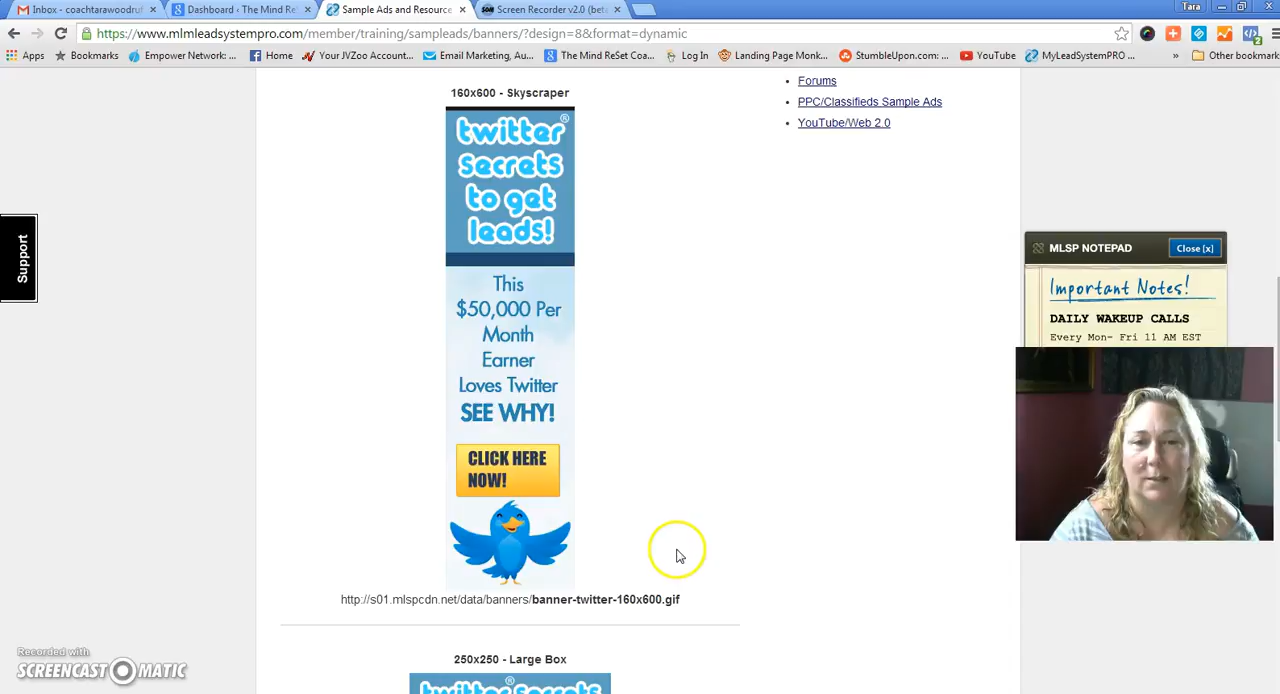 Inbox - coachtarawoodruf
Dashboard ‹ The Mind Re
Sample Ads and Resource
Screen Recorder v2.0 (bet
Tara
https://www.mlmleadsystempro.com/member/training/sampleads/banners/?design=8&format=dynamic
Apps
Bookmarks
Empower Network: ...
Home
Your JVZoo Account...
Email Marketing, Au...
The Mind ReSet Coa...
Log In
Landing Page Monk...
StumbleUpon.com: ...
YouTube
MyLeadSystemPRO ...
»
Other bookmark
160x600 - Skyscraper
twitter®
secrets
to get
leads!
This
$50,000 Per
Month
Earner
Loves Twitter
SEE WHY!
CLICK HERE
NOW!
http://s01.mlspcdn.net/data/banners/banner-twitter-160x600.gif
250x250 - Large Box
twitter secrets
Forums
PPC/Classifieds Sample Ads
YouTube/Web 2.0
Support
MLSP NOTEPAD
Close [x]
Important Notes!
DAILY WAKEUP CALLS
Every Mon- Fri 11 AM EST
Recorded with
SCREENCAST-O-MATIC